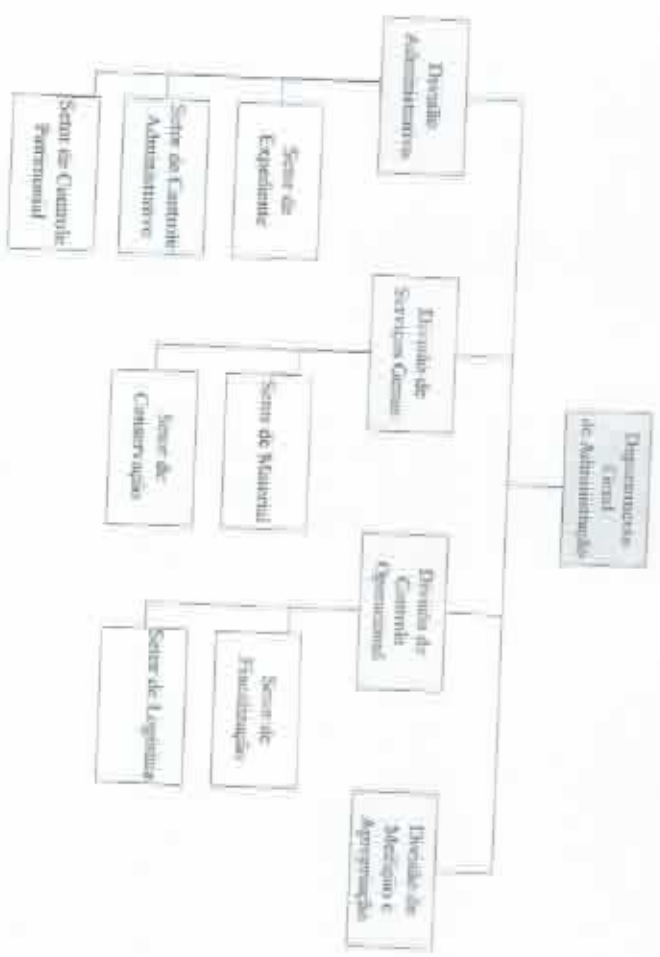 Departamento
Geral
de Administração
Divisão
Administrativa
Setor de
Expediente
Setor de Controle
Administrativo
Setor de Controle
Patrimonial
Divisão de
Serviços Gerais
Setor de Material
Setor de
Conservação
Divisão de
Controle
Operacional
Setor de
Fiscalização
Setor de Logística
Divisão de
Medição e